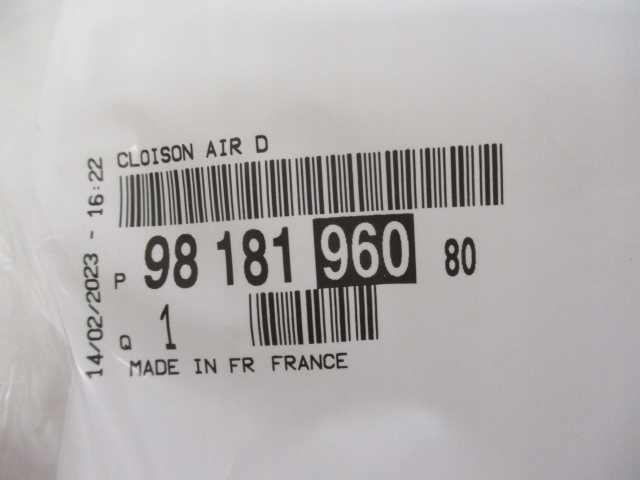 CLOISON AIR D
P 98 181 960 80
Q 1
MADE IN FR FRANCE
14/02/2023 - 16:22